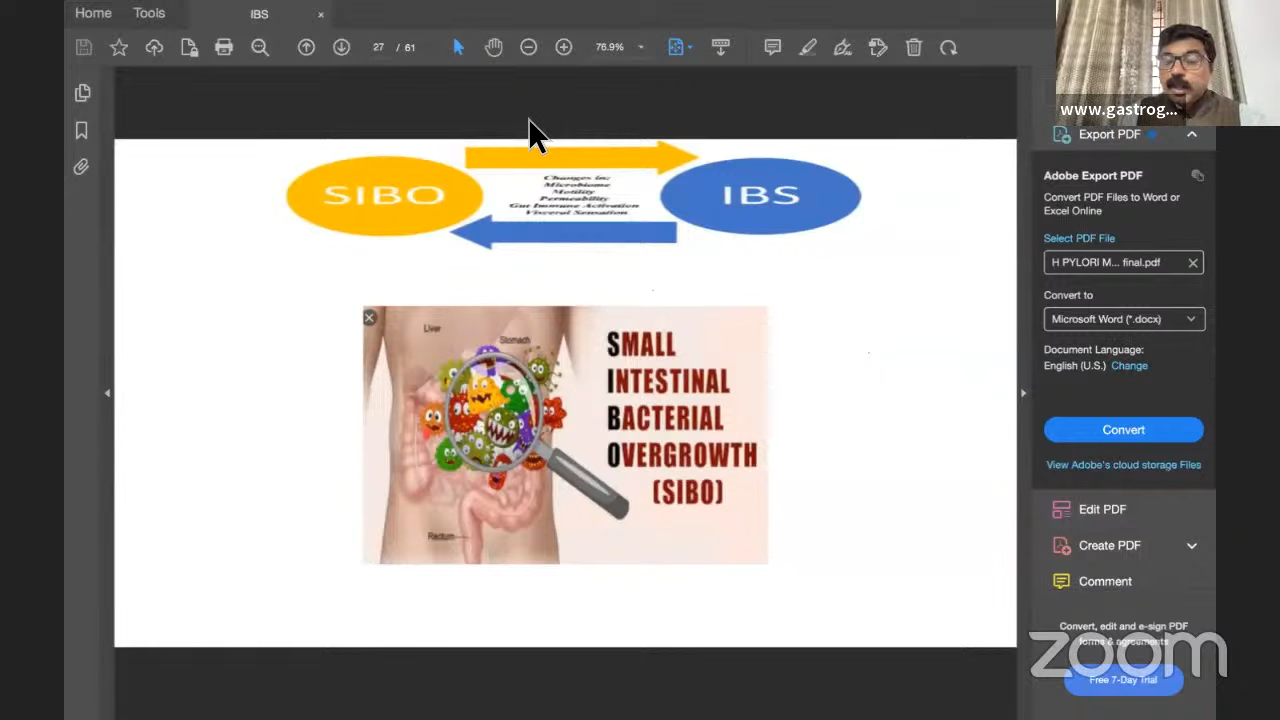 Home Tools IBS ×
27 / 61 76.9%
www.gastrog...
SIBO
Changes in:
Microbiome
Motility
Permeability
Gut Immune Activation
Visceral Sensation
IBS
Liver
Stomach
Rectum
SMALL
INTESTINAL
BACTERIAL
OVERGROWTH
(SIBO)
Export PDF
Adobe Export PDF
Convert PDF Files to Word or
Excel Online
Select PDF File
H PYLORI M... final.pdf
Convert to
Microsoft Word (*.docx)
Document Language:
English (U.S.) Change
Convert
View Adobe's cloud storage Files
Edit PDF
Create PDF
Comment
Convert, edit and e-sign PDF
forms & agreements
Free 7-Day Trial
zoom